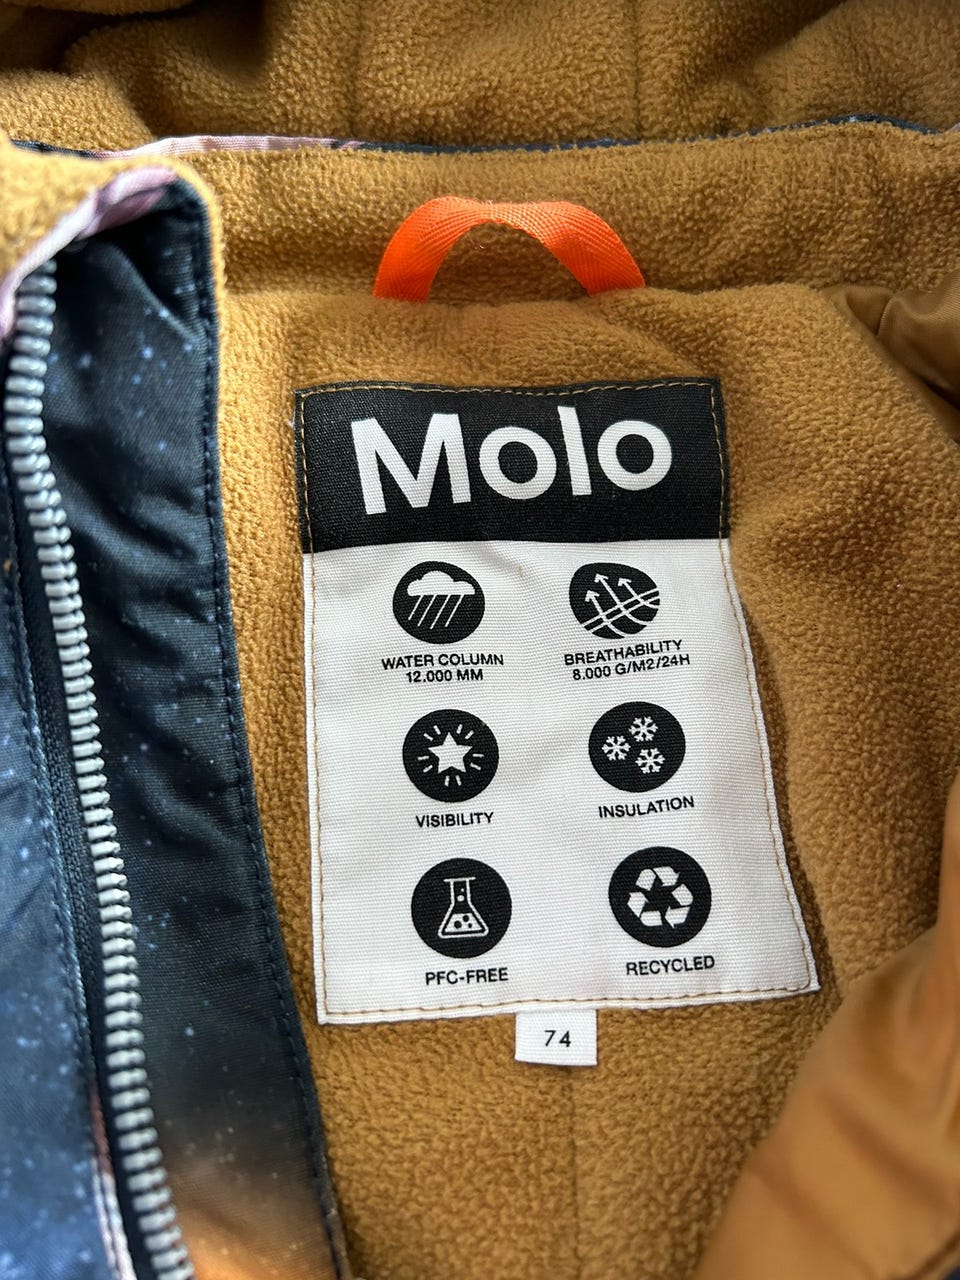 Molo
WATER COLUMN
12.000 MM
BREATHABILITY
8.000 G/M2/24H
VISIBILITY
INSULATION
PFC-FREE
RECYCLED
74